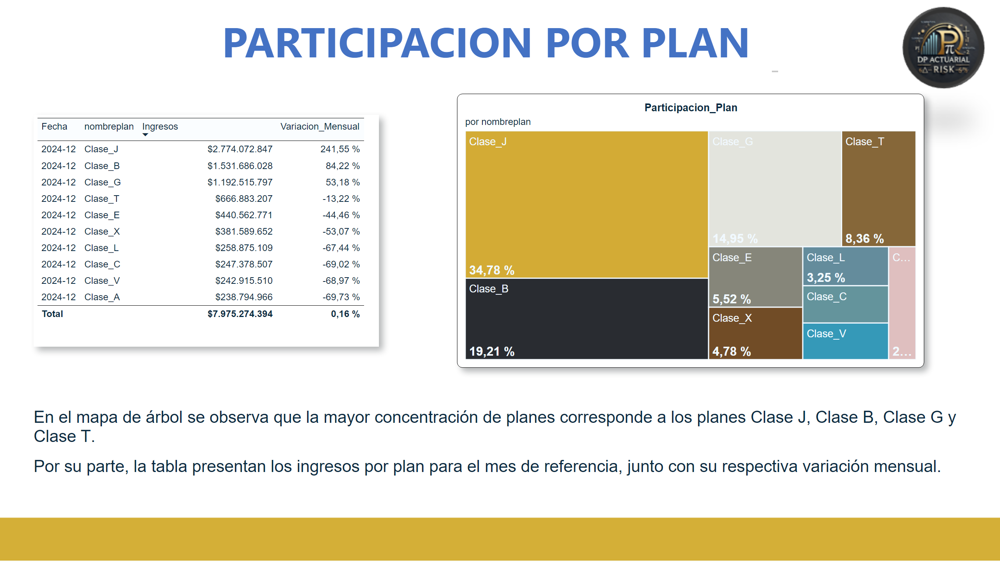 PARTICIPACION POR PLAN
DP ACTUARIAL
RISK
Fecha nombreplan Ingresos Variacion_Mensual
2024-12 Clase_J $2.774.072.847 241,55 %
2024-12 Clase_B $1.531.686.028 84,22 %
2024-12 Clase_G $1.192.515.797 53,18 %
2024-12 Clase_T $666.883.207 -13,22 %
2024-12 Clase_E $440.562.771 -44,46 %
2024-12 Clase_X $381.589.652 -53,07 %
2024-12 Clase_L $258.875.109 -67,44 %
2024-12 Clase_C $247.378.507 -69,02 %
2024-12 Clase_V $242.915.510 -68,97 %
2024-12 Clase_A $238.794.966 -69,73 %
Total $7.975.274.394 0,16 %
Participacion_Plan
por nombreplan
Clase_J
34,78 %
Clase_B
19,21 %
Clase_G
14,95 %
Clase_T
8,36 %
Clase_E
5,52 %
Clase_X
4,78 %
Clase_L
3,25 %
Clase_C
Clase_V
C...
2...
En el mapa de árbol se observa que la mayor concentración de planes corresponde a los planes Clase J, Clase B, Clase G y
Clase T.
Por su parte, la tabla presentan los ingresos por plan para el mes de referencia, junto con su respectiva variación mensual.